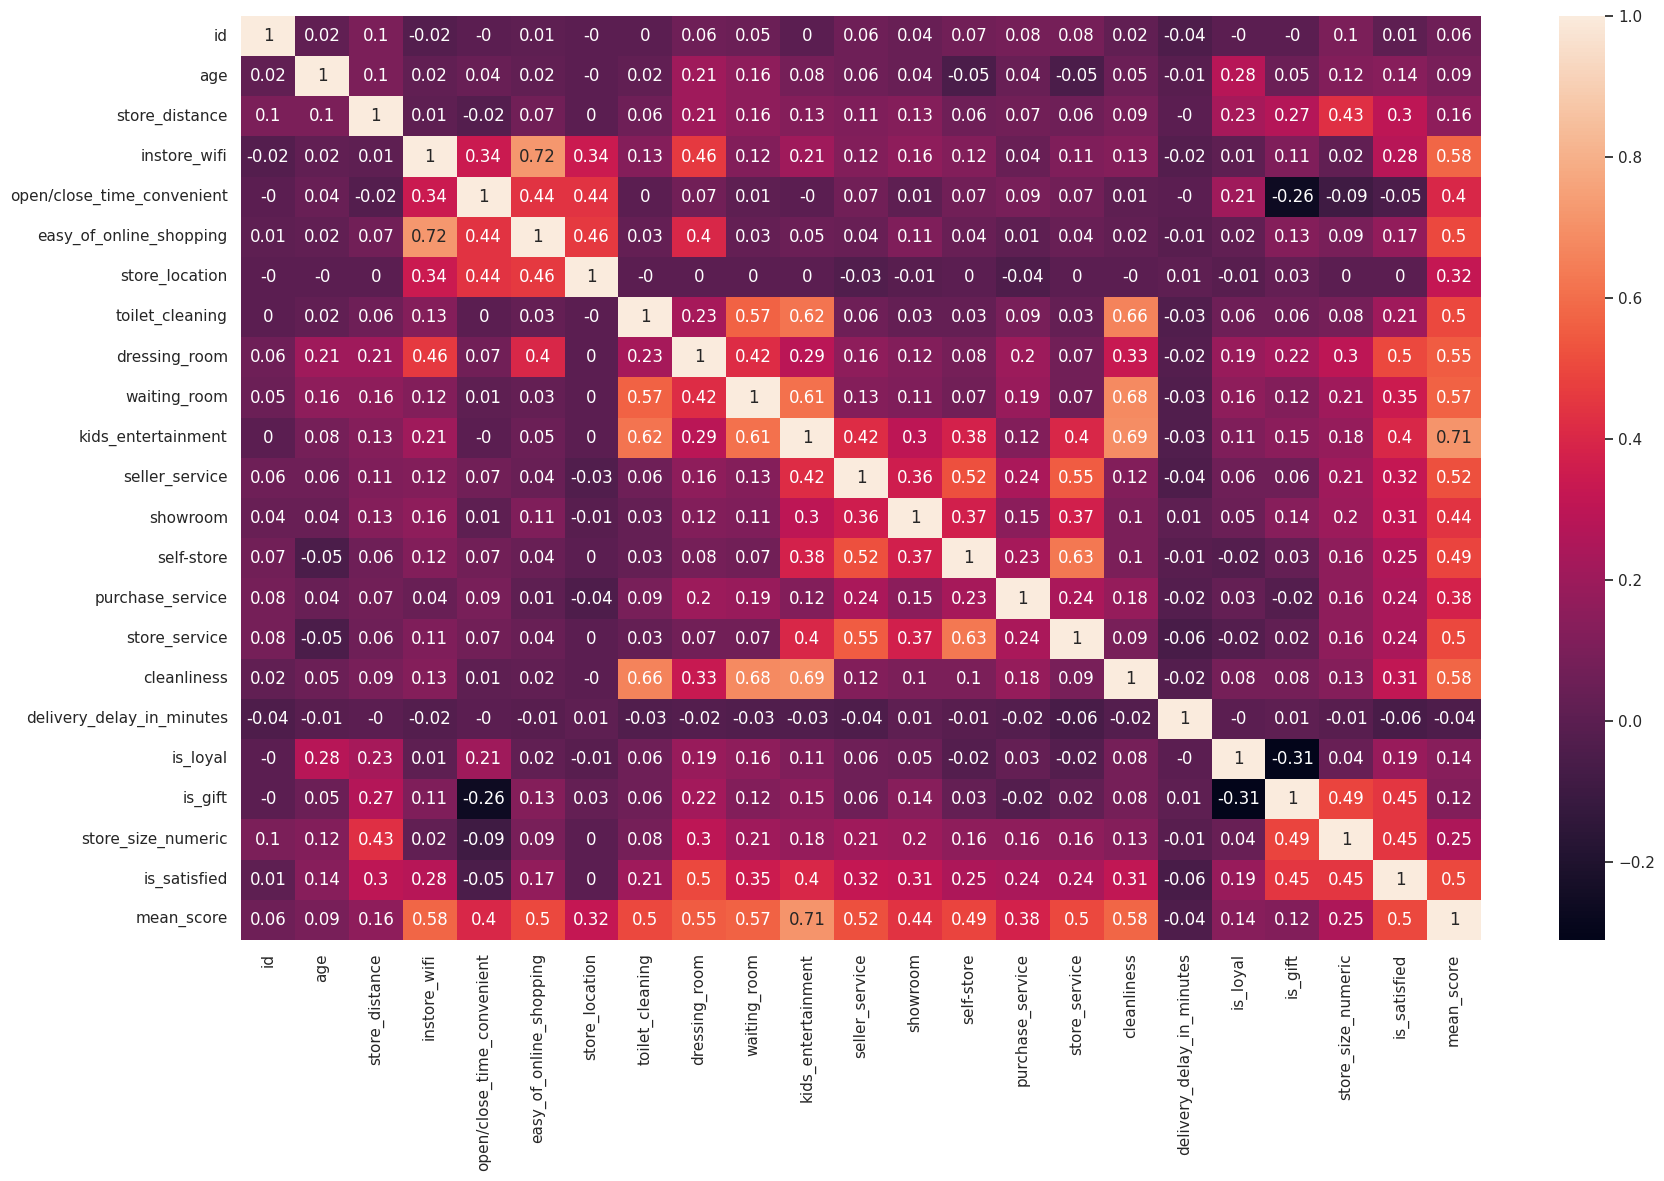 id 1 0.02 0.1 -0.02 -0 0.01 -0 0 0.06 0.05 0 0.06 0.04 0.07 0.08 0.08 0.02 -0.04 -0 -0 0.1 0.01 0.06
age 0.02 1 0.1 0.02 0.04 0.02 -0 0.02 0.21 0.16 0.08 0.06 0.04 -0.05 0.04 -0.05 0.05 -0.01 0.28 0.05 0.12 0.14 0.09
store_distance 0.1 0.1 1 0.01 -0.02 0.07 0 0.06 0.21 0.16 0.13 0.11 0.13 0.06 0.07 0.06 0.09 -0 0.23 0.27 0.43 0.3 0.16
instore_wifi -0.02 0.02 0.01 1 0.34 0.72 0.34 0.13 0.46 0.12 0.21 0.12 0.16 0.12 0.04 0.11 0.13 -0.02 0.01 0.11 0.02 0.28 0.58
open/close_time_convenient -0 0.04 -0.02 0.34 1 0.44 0.44 0 0.07 0.01 -0 0.07 0.01 0.07 0.09 0.07 0.01 -0 0.21 -0.26 -0.09 -0.05 0.4
easy_of_online_shopping 0.01 0.02 0.07 0.72 0.44 1 0.46 0.03 0.4 0.03 0.05 0.04 0.11 0.04 0.01 0.04 0.02 -0.01 0.02 0.13 0.09 0.17 0.5
store_location -0 -0 0 0.34 0.44 0.46 1 -0 0 0 0 -0.03 -0.01 0 -0.04 0 -0 0.01 -0.01 0.03 0 0 0.32
toilet_cleaning 0 0.02 0.06 0.13 0 0.03 -0 1 0.23 0.57 0.62 0.06 0.03 0.03 0.09 0.03 0.66 -0.03 0.06 0.06 0.08 0.21 0.5
dressing_room 0.06 0.21 0.21 0.46 0.07 0.4 0 0.23 1 0.42 0.29 0.16 0.12 0.08 0.2 0.07 0.33 -0.02 0.19 0.22 0.3 0.5 0.55
waiting_room 0.05 0.16 0.16 0.12 0.01 0.03 0 0.57 0.42 1 0.61 0.13 0.11 0.07 0.19 0.07 0.68 -0.03 0.16 0.12 0.21 0.35 0.57
kids_entertainment 0 0.08 0.13 0.21 -0 0.05 0 0.62 0.29 0.61 1 0.42 0.3 0.38 0.12 0.4 0.69 -0.03 0.11 0.15 0.18 0.4 0.71
seller_service 0.06 0.06 0.11 0.12 0.07 0.04 -0.03 0.06 0.16 0.13 0.42 1 0.36 0.52 0.24 0.55 0.12 -0.04 0.06 0.06 0.21 0.32 0.52
showroom 0.04 0.04 0.13 0.16 0.01 0.11 -0.01 0.03 0.12 0.11 0.3 0.36 1 0.37 0.15 0.37 0.1 0.01 0.05 0.14 0.2 0.31 0.44
self-store 0.07 -0.05 0.06 0.12 0.07 0.04 0 0.03 0.08 0.07 0.38 0.52 0.37 1 0.23 0.63 0.1 -0.01 -0.02 0.03 0.16 0.25 0.49
purchase_service 0.08 0.04 0.07 0.04 0.09 0.01 -0.04 0.09 0.2 0.19 0.12 0.24 0.15 0.23 1 0.24 0.18 -0.02 0.03 -0.02 0.16 0.24 0.38
store_service 0.08 -0.05 0.06 0.11 0.07 0.04 0 0.03 0.07 0.07 0.4 0.55 0.37 0.63 0.24 1 0.09 -0.06 -0.02 0.02 0.16 0.24 0.5
cleanliness 0.02 0.05 0.09 0.13 0.01 0.02 -0 0.66 0.33 0.68 0.69 0.12 0.1 0.1 0.18 0.09 1 -0.02 0.08 0.08 0.13 0.31 0.58
delivery_delay_in_minutes -0.04 -0.01 -0 -0.02 -0 -0.01 0.01 -0.03 -0.02 -0.03 -0.03 -0.04 0.01 -0.01 -0.02 -0.06 -0.02 1 -0 0.01 -0.01 -0.06 -0.04
is_loyal -0 0.28 0.23 0.01 0.21 0.02 -0.01 0.06 0.19 0.16 0.11 0.06 0.05 -0.02 0.03 -0.02 0.08 -0 1 -0.31 0.04 0.19 0.14
is_gift -0 0.05 0.27 0.11 -0.26 0.13 0.03 0.06 0.22 0.12 0.15 0.06 0.14 0.03 -0.02 0.02 0.08 0.01 -0.31 1 0.49 0.45 0.12
store_size_numeric 0.1 0.12 0.43 0.02 -0.09 0.09 0 0.08 0.3 0.21 0.18 0.21 0.2 0.16 0.16 0.16 0.13 -0.01 0.04 0.49 1 0.45 0.25
is_satisfied 0.01 0.14 0.3 0.28 -0.05 0.17 0 0.21 0.5 0.35 0.4 0.32 0.31 0.25 0.24 0.24 0.31 -0.06 0.19 0.45 0.45 1 0.5
mean_score 0.06 0.09 0.16 0.58 0.4 0.5 0.32 0.5 0.55 0.57 0.71 0.52 0.44 0.49 0.38 0.5 0.58 -0.04 0.14 0.12 0.25 0.5 1
id
age
store_distance
instore_wifi
open/close_time_convenient
easy_of_online_shopping
store_location
toilet_cleaning
dressing_room
waiting_room
kids_entertainment
seller_service
showroom
self-store
purchase_service
store_service
cleanliness
delivery_delay_in_minutes
is_loyal
is_gift
store_size_numeric
is_satisfied
mean_score
1.0
0.8
0.6
0.4
0.2
0.0
−0.2